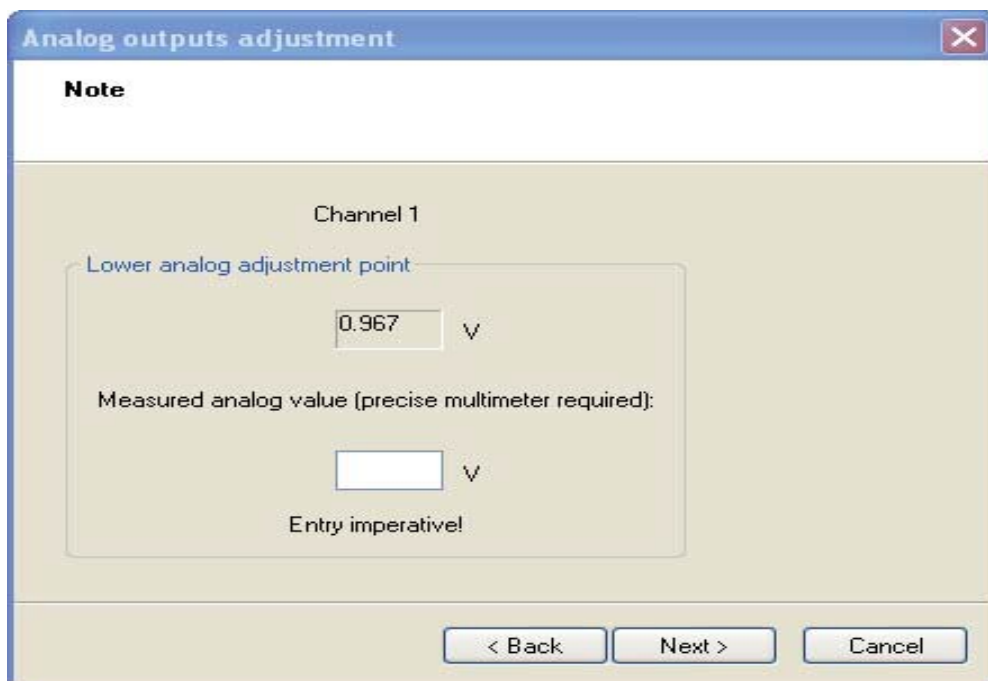 Analog outputs adjustment
Note
Channel 1
Lower analog adjustment point
0.967 V
Measured analog value (precise multimeter required):
V
Entry imperative!
< Back Next > Cancel